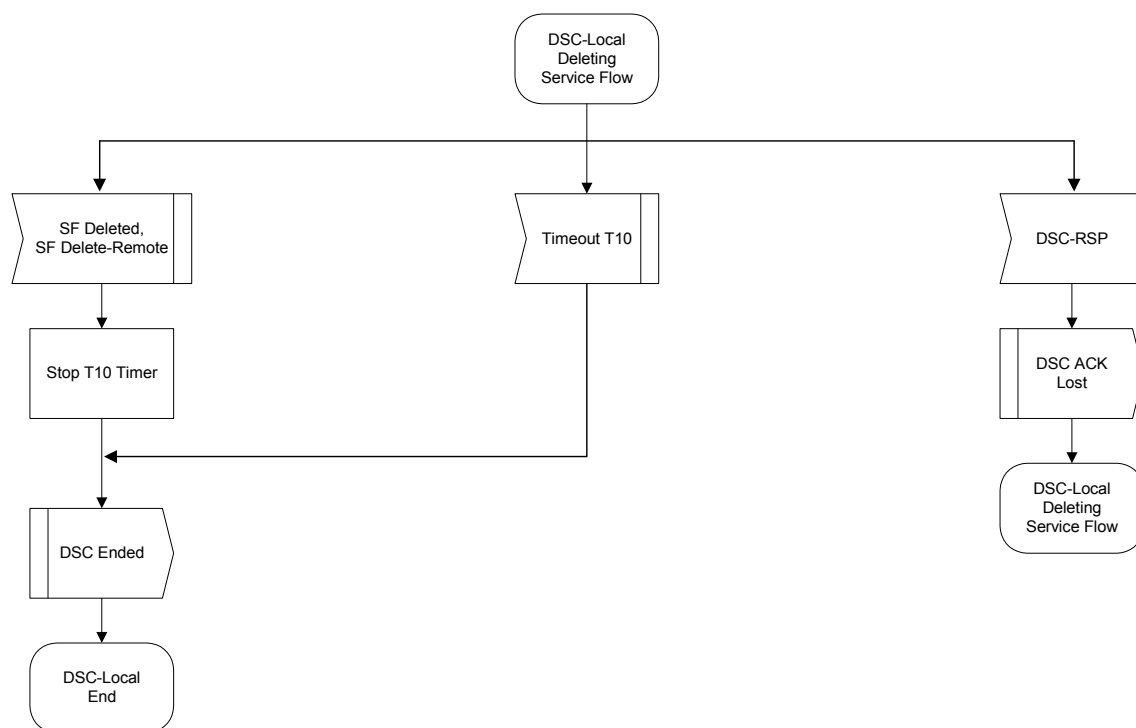 DSC-Local
Deleting
Service Flow
SF Deleted,
SF Delete-Remote
Timeout T10
DSC-RSP
Stop T10 Timer
DSC ACK
Lost
DSC-Local
Deleting
Service Flow
DSC Ended
DSC-Local
End